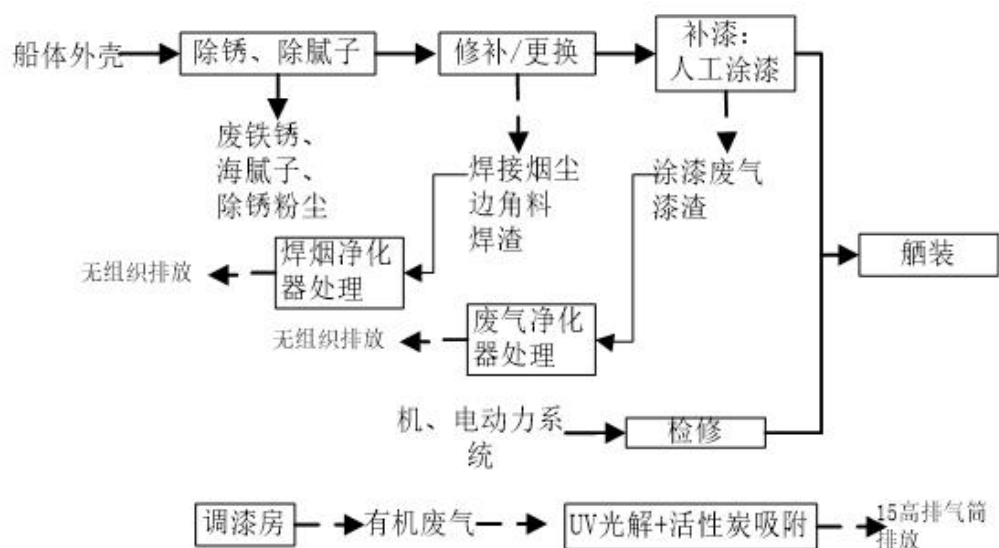 船体外壳
除锈、除腻子
修补/更换
补漆：
人工涂漆
废铁锈、
海腻子、
除锈粉尘
焊接烟尘
边角料
焊渣
涂漆废气
漆渣
舾装
无组织排放
焊烟净化
器处理
无组织排放
废气净化
器处理
机、电动力系
统
检修
调漆房
有机废气
UV光解+活性炭吸附
15高排气筒
排放